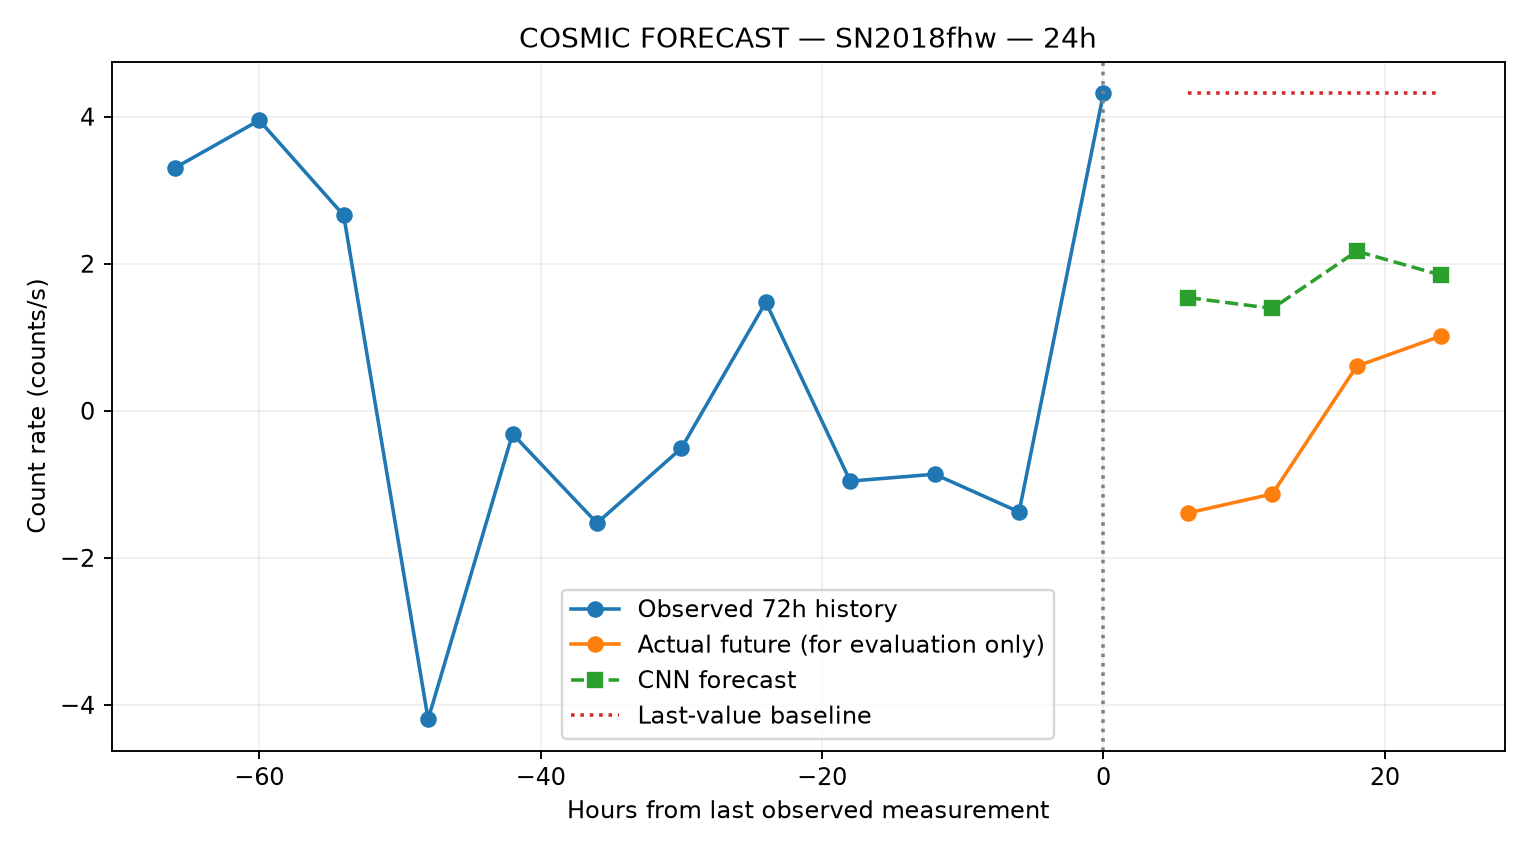 COSMIC FORECAST — SN2018fhw — 24h
Count rate (counts/s)
4
2
0
−2
−4
Observed 72h history
Actual future (for evaluation only)
CNN forecast
Last-value baseline
−60 −40 −20 0 20
Hours from last observed measurement